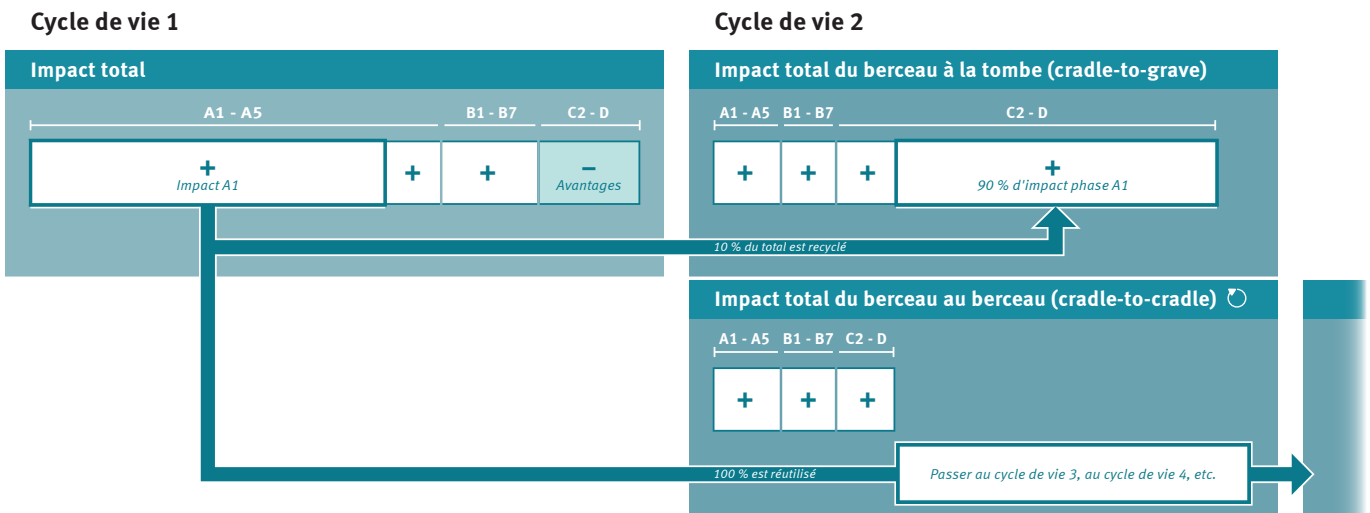 Cycle de vie 1
Cycle de vie 2
Impact total
Impact total du berceau à la tombe (cradle-to-grave)
A1 - A5
B1 - B7
C2 - D
A1 - A5
B1 - B7
C2 - D
+
Impact A1
+
+
–
Avantages
+
+
+
+
90 % d'impact phase A1
10 % du total est recyclé
Impact total du berceau au berceau (cradle-to-cradle)
A1 - A5
B1 - B7
C2 - D
+
+
+
100 % est réutilisé
Passer au cycle de vie 3, au cycle de vie 4, etc.